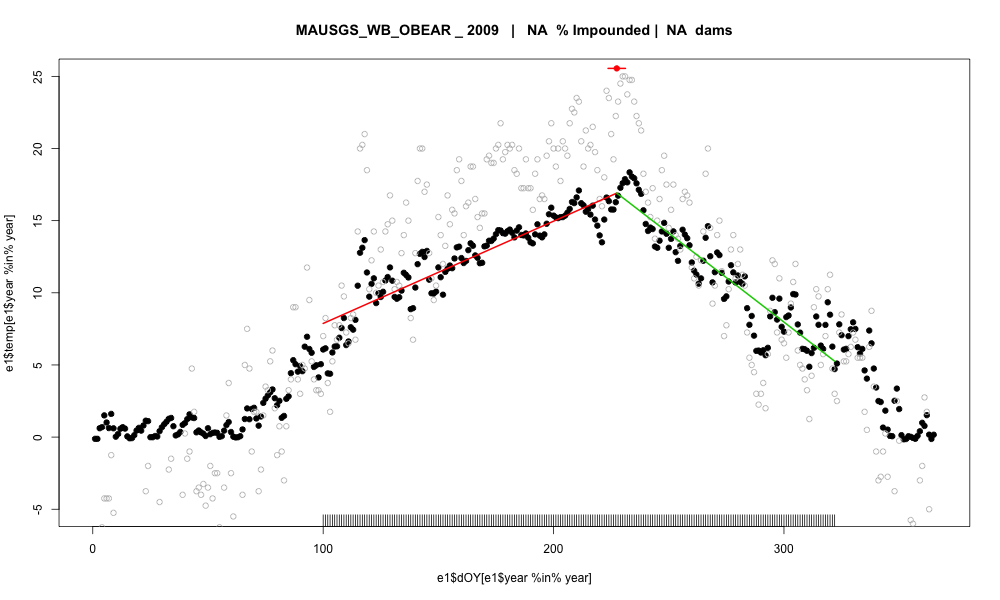 MAUSGS_WB_OBEAR _ 2009 | NA % Impounded | NA dams
e1$temp[e1$year %in% year]
25
20
15
10
5
0
-5
0 100 200 300
e1$dOY[e1$year %in% year]